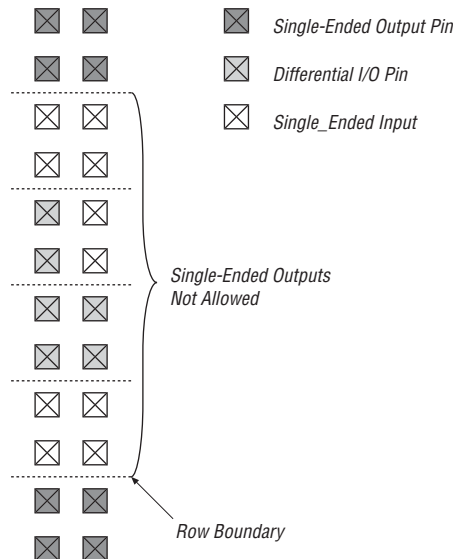 Single-Ended Output Pin
Differential I/O Pin
Single_Ended Input
Single-Ended Outputs
Not Allowed
Row Boundary